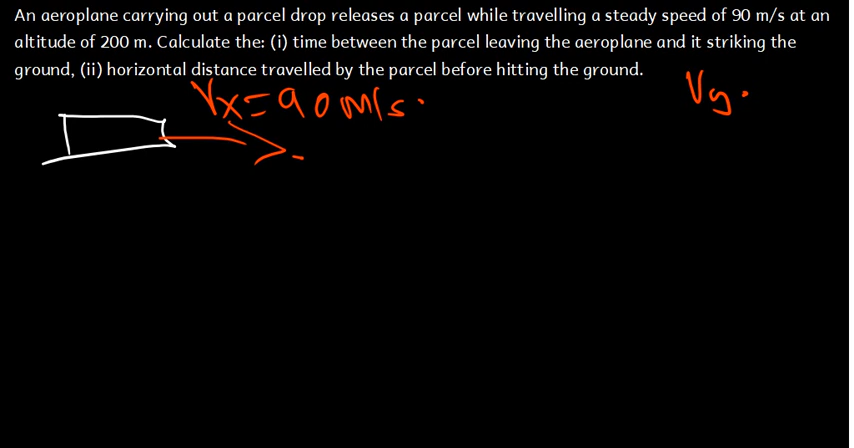 An aeroplane carrying out a parcel drop releases a parcel while travelling a steady speed of 90 m/s at an
altitude of 200 m. Calculate the: (i) time between the parcel leaving the aeroplane and it striking the
ground, (ii) horizontal distance travelled by the parcel before hitting the ground.
Vx = 90 m/s.
Vy.